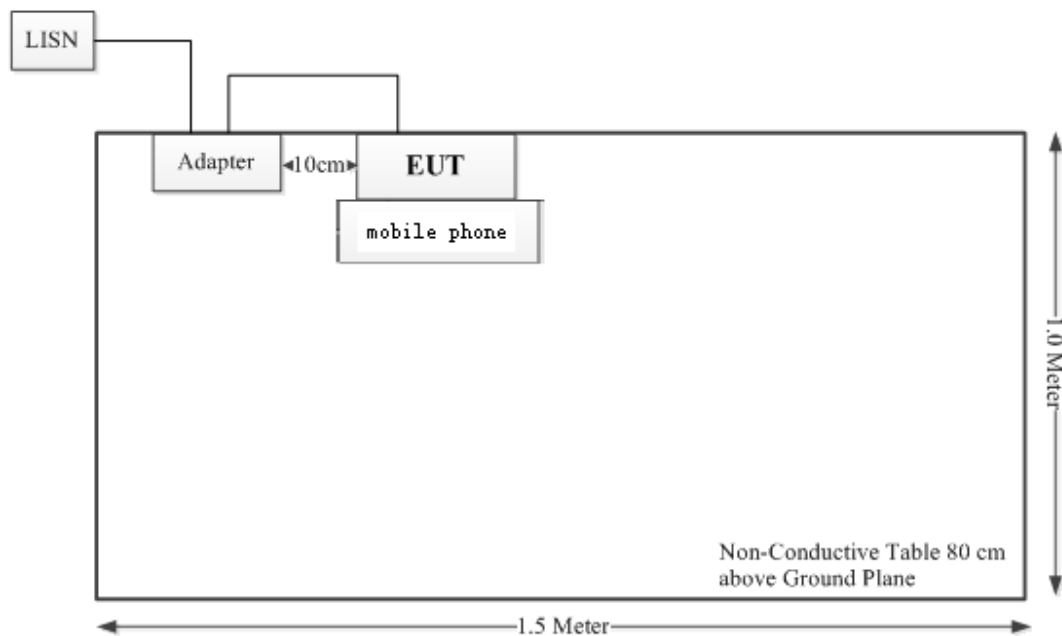 LISN
Adapter
10cm
EUT
mobile phone
1.0 Meter
Non-Conductive Table 80 cm
above Ground Plane
1.5 Meter